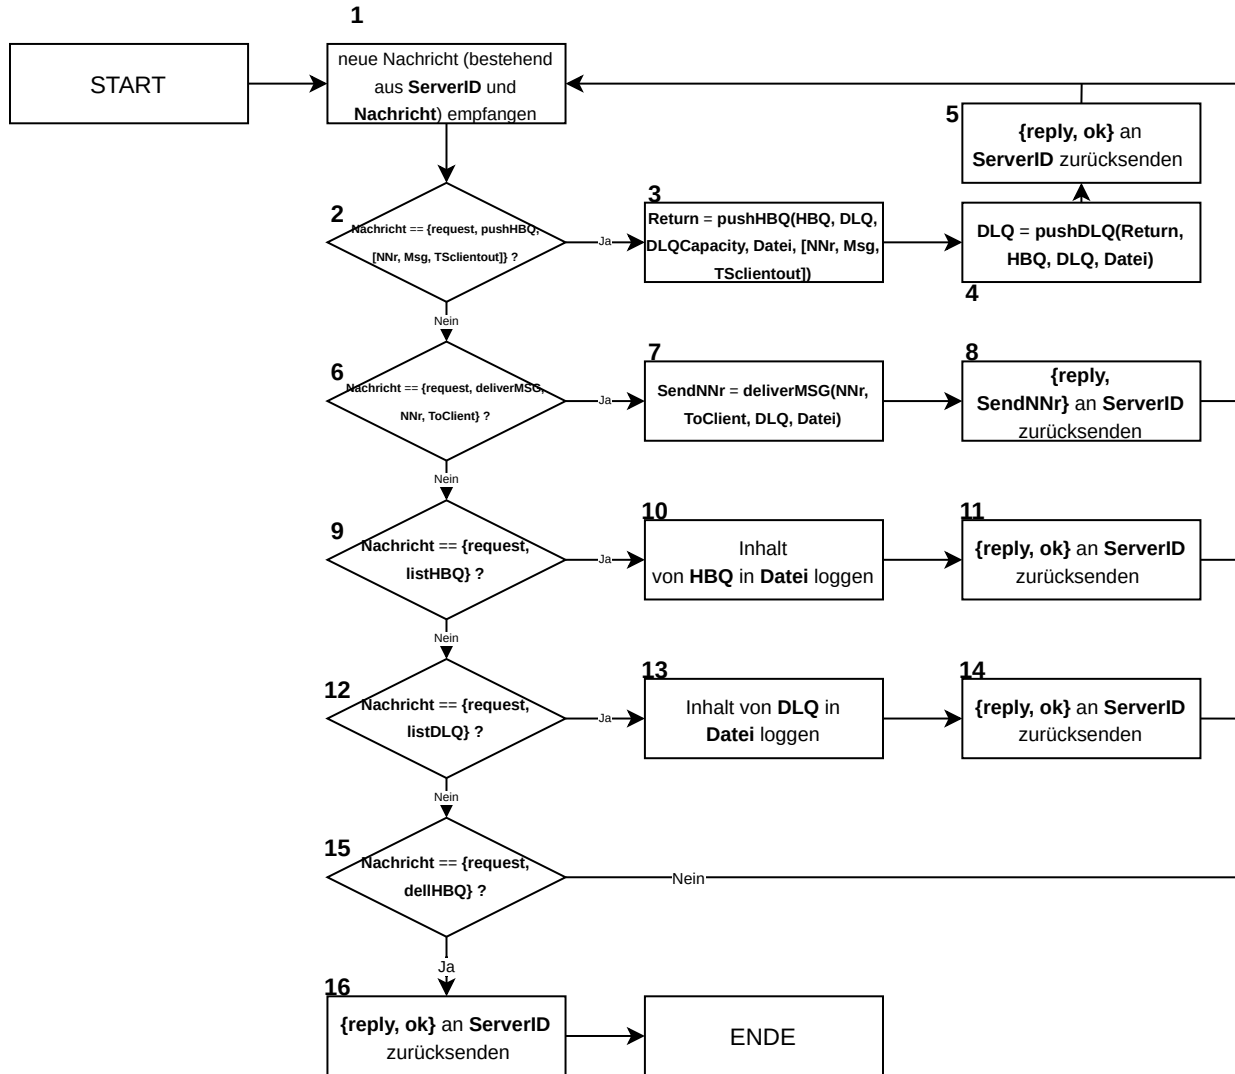 1
START
neue Nachricht (bestehend
aus ServerID und
Nachricht) empfangen
5
{reply, ok} an
ServerID zurücksenden
2
Nachricht == {request, pushHBQ,
[NNr, Msg, TSclientout]} ?
Ja
3
Return = pushHBQ(HBQ, DLQ,
DLQCapacity, Datei, [NNr, Msg,
TSclientout])
DLQ = pushDLQ(Return,
HBQ, DLQ, Datei)
4
Nein
6
Nachricht == {request, deliverMSG,
NNr, ToClient} ?
Ja
7
SendNNr = deliverMSG(NNr,
ToClient, DLQ, Datei)
8
{reply,
SendNNr} an ServerID
zurücksenden
Nein
9
Nachricht == {request,
listHBQ} ?
Ja
10
Inhalt
von HBQ in Datei loggen
11
{reply, ok} an ServerID
zurücksenden
Nein
12
Nachricht == {request,
listDLQ} ?
Ja
13
Inhalt von DLQ in
Datei loggen
14
{reply, ok} an ServerID
zurücksenden
Nein
15
Nachricht == {request,
dellHBQ} ?
Nein
Ja
16
{reply, ok} an ServerID
zurücksenden
ENDE